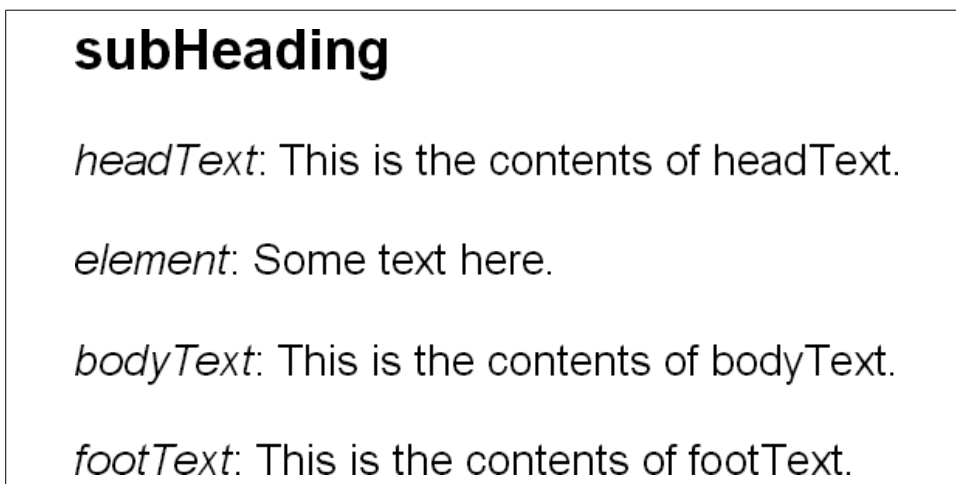 subHeading
headText: This is the contents of headText.
element: Some text here.
bodyText: This is the contents of bodyText.
footText: This is the contents of footText.